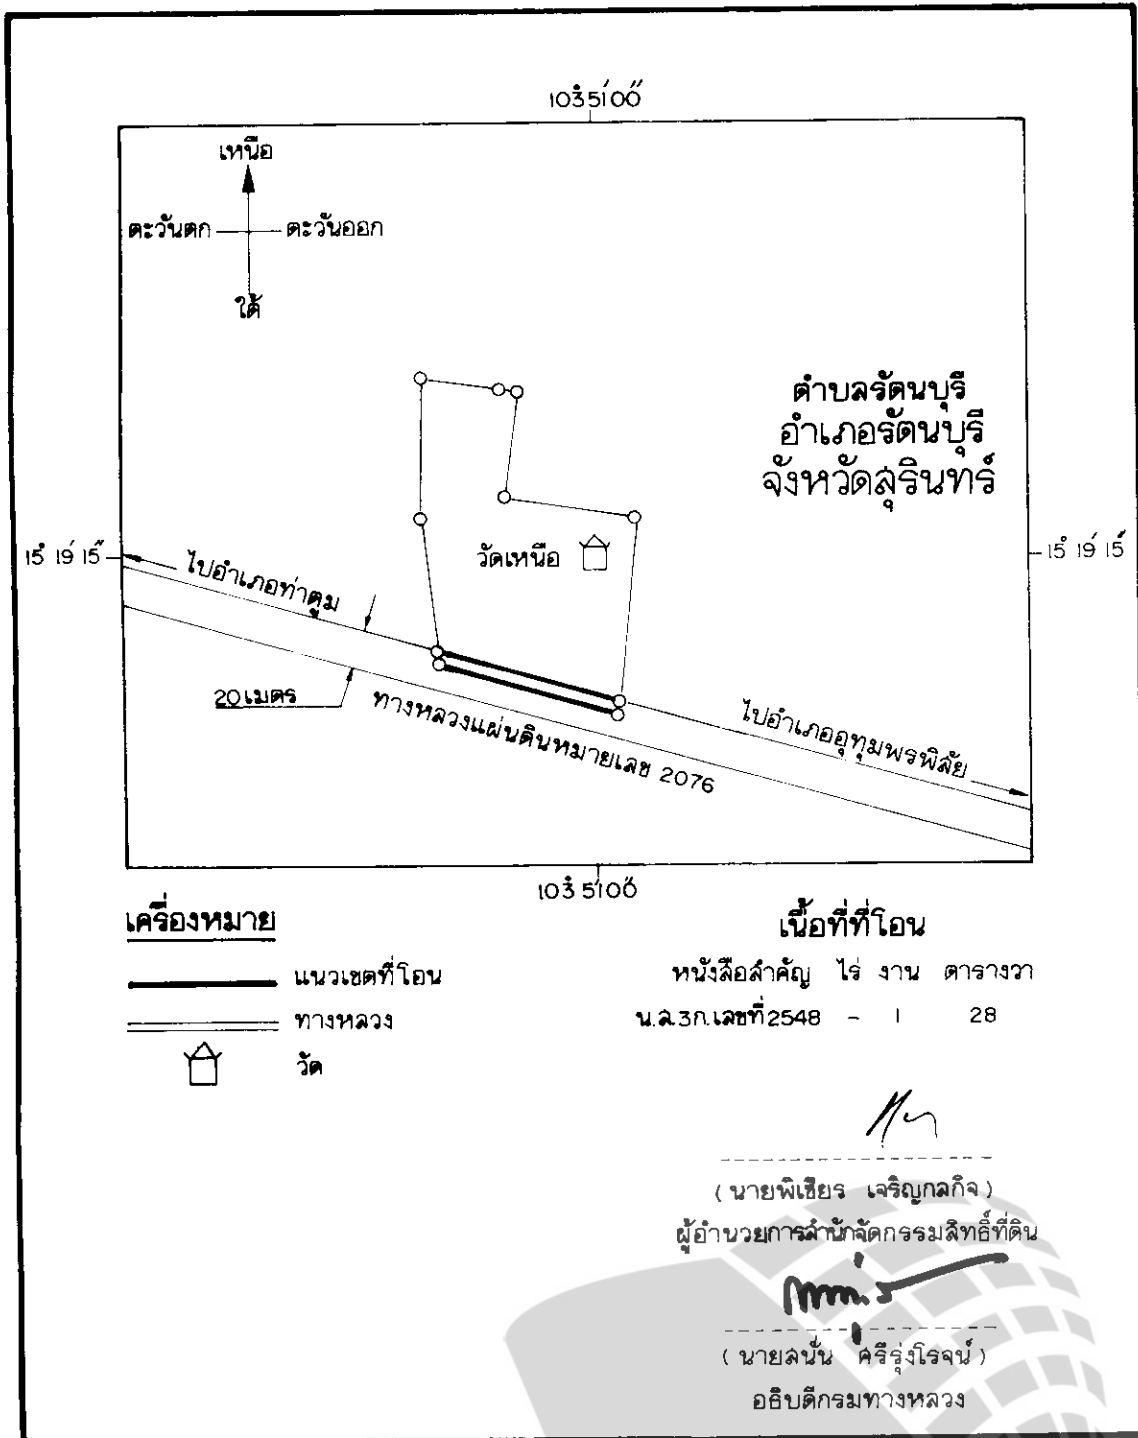 103° 51′ 00″
เหนือ
ตะวันตก ตะวันออก
ใต้
ตำบลรัตนบุรี
อำเภอรัตนบุรี
จังหวัดสุรินทร์
15° 19′ 15″
15° 19′ 15″
วัดเหนือ
ไปอำเภอท่าตูม
20 เมตร
ทางหลวงแผ่นดินหมายเลข 2076
ไปอำเภออุทุมพรพิสัย
103° 51′ 00″
เครื่องหมาย
แนวเขตที่โอน
ทางหลวง
วัด
เนื้อที่ที่โอน
หนังสือสำคัญ ไร่ งาน ตารางวา
น.ส.3ก.เลขที่ 2548 - 1 28
(นายพิเชียร เจริญกลกิจ)
ผู้อำนวยการสำนักจัดกรรมสิทธิ์ที่ดิน
(นายสนั่น ศรีรุ่งโรจน์)
อธิบดีกรมทางหลวง